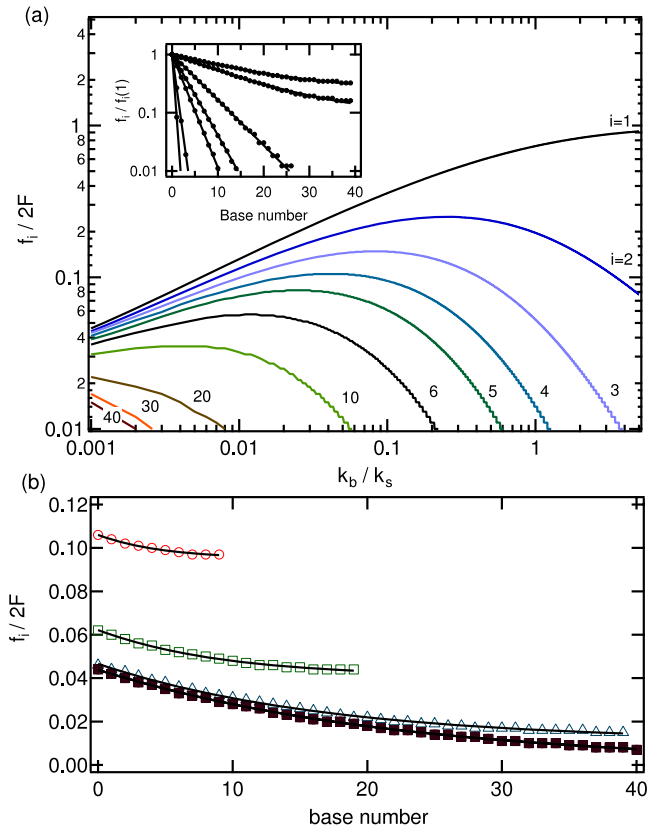 (a)
4
2
1
8
6
4
2
0.1
8
6
4
2
0.01
f_i / 2F
0.001
0.01
0.1
1
k_b / k_s
i=1
i=2
3
4
5
6
10
20
30
40
1
0.1
0.01
f_i / f_i(1)
0 10 20 30 40
Base number
(b)
0.12
0.10
0.08
0.06
0.04
0.02
0.00
f_i / 2F
0 10 20 30 40
base number